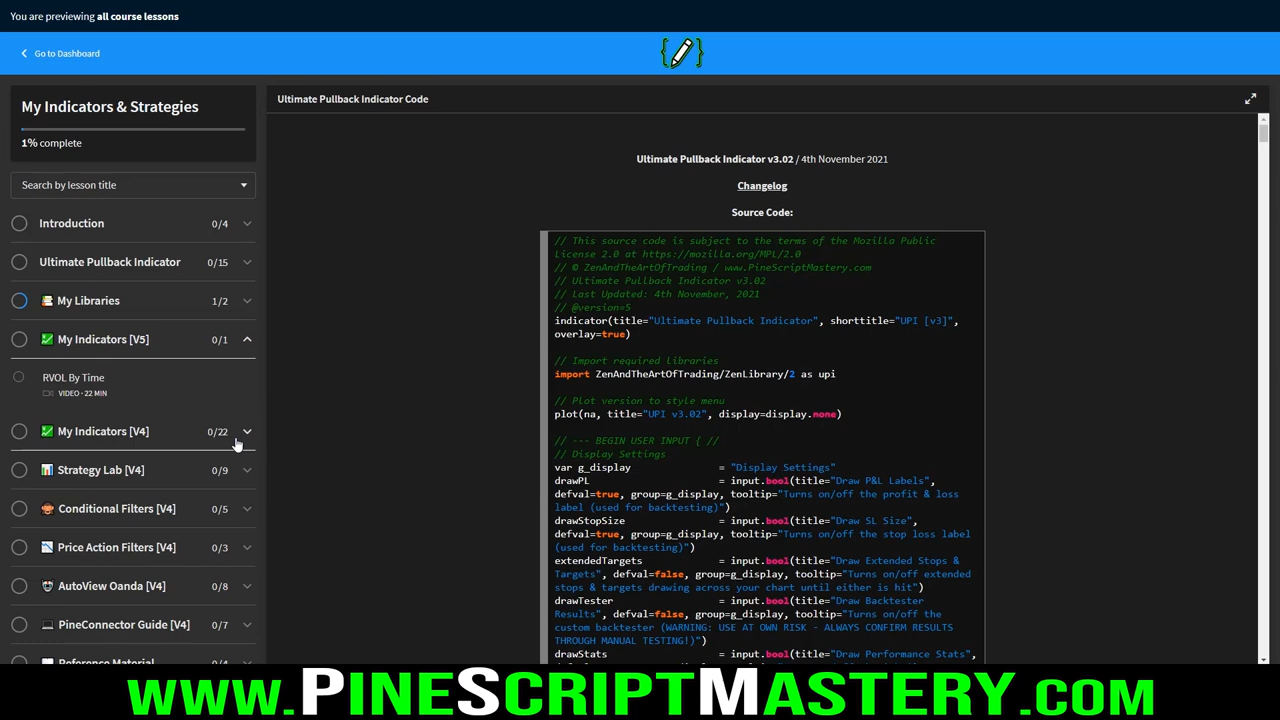 You are previewing all course lessons
Go to Dashboard
My Indicators & Strategies
1% complete
Search by lesson title
Introduction 0/4
Ultimate Pullback Indicator 0/15
My Libraries 1/2
My Indicators [V5] 0/1
RVOL By Time
VIDEO · 22 MIN
My Indicators [V4] 0/22
Strategy Lab [V4] 0/9
Conditional Filters [V4] 0/5
Price Action Filters [V4] 0/3
AutoView Oanda [V4] 0/8
PineConnector Guide [V4] 0/7
Reference Material 0/4
Ultimate Pullback Indicator Code
Ultimate Pullback Indicator v3.02 / 4th November 2021
Changelog
Source Code:
// This source code is subject to the terms of the Mozilla Public
License 2.0 at https://mozilla.org/MPL/2.0
// © ZenAndTheArtOfTrading / www.PineScriptMastery.com
// Ultimate Pullback Indicator v3.02
// Last Updated: 4th November, 2021
// @version=5
indicator(title="Ultimate Pullback Indicator", shorttitle="UPI [v3]",
overlay=true)
// Import required libraries
import ZenAndTheArtOfTrading/ZenLibrary/2 as upi
// Plot version to style menu
plot(na, title="UPI v3.02", display=display.none)
// --- BEGIN USER INPUT { //
// Display Settings
var g_display = "Display Settings"
drawPL = input.bool(title="Draw P&L Labels",
defval=true, group=g_display, tooltip="Turns on/off the profit & loss
label (used for backtesting)")
drawStopSize = input.bool(title="Draw SL Size",
defval=true, group=g_display, tooltip="Turns on/off the stop loss label
(used for backtesting)")
extendedTargets = input.bool(title="Draw Extended Stops &
Targets", defval=false, group=g_display, tooltip="Turns on/off extended
stops & targets drawing across your chart until either is hit")
drawTester = input.bool(title="Draw Backtester
Results", defval=false, group=g_display, tooltip="Turns on/off the
custom backtester (WARNING: USE AT OWN RISK - ALWAYS CONFIRM RESULTS
THROUGH MANUAL TESTING!)")
drawStats = input.bool(title="Draw Performance Stats",
www.PineScriptMastery.com